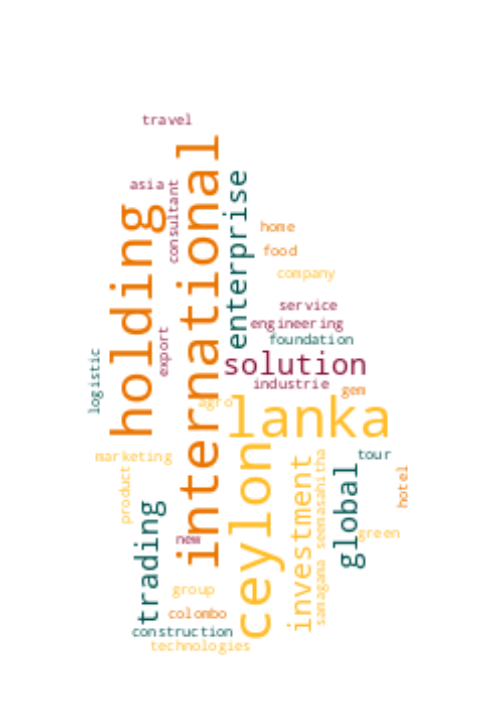 travel
asia
consultant
international
holding
enterprise
home
food
company
service
engineering
foundation
export
logistic
solution
industrie
gem
agro
lanka
marketing
product
ceylon
investment
samagama seemasahitha
tour
global
hotel
green
trading
new
group
colombo
construction
technologies